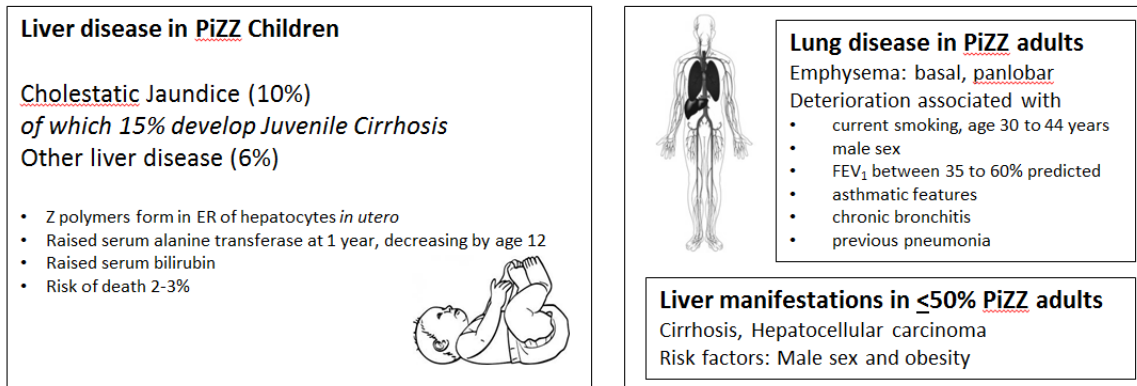 Liver disease in PiZZ Children
Cholestatic Jaundice (10%)
of which 15% develop Juvenile Cirrhosis
Other liver disease (6%)
• Z polymers form in ER of hepatocytes in utero
• Raised serum alanine transferase at 1 year, decreasing by age 12
• Raised serum bilirubin
• Risk of death 2-3%
Lung disease in PiZZ adults
Emphysema: basal, panlobar
Deterioration associated with
• current smoking, age 30 to 44 years
• male sex
• FEV₁ between 35 to 60% predicted
• asthmatic features
• chronic bronchitis
• previous pneumonia
Liver manifestations in ≤50% PiZZ adults
Cirrhosis, Hepatocellular carcinoma
Risk factors: Male sex and obesity